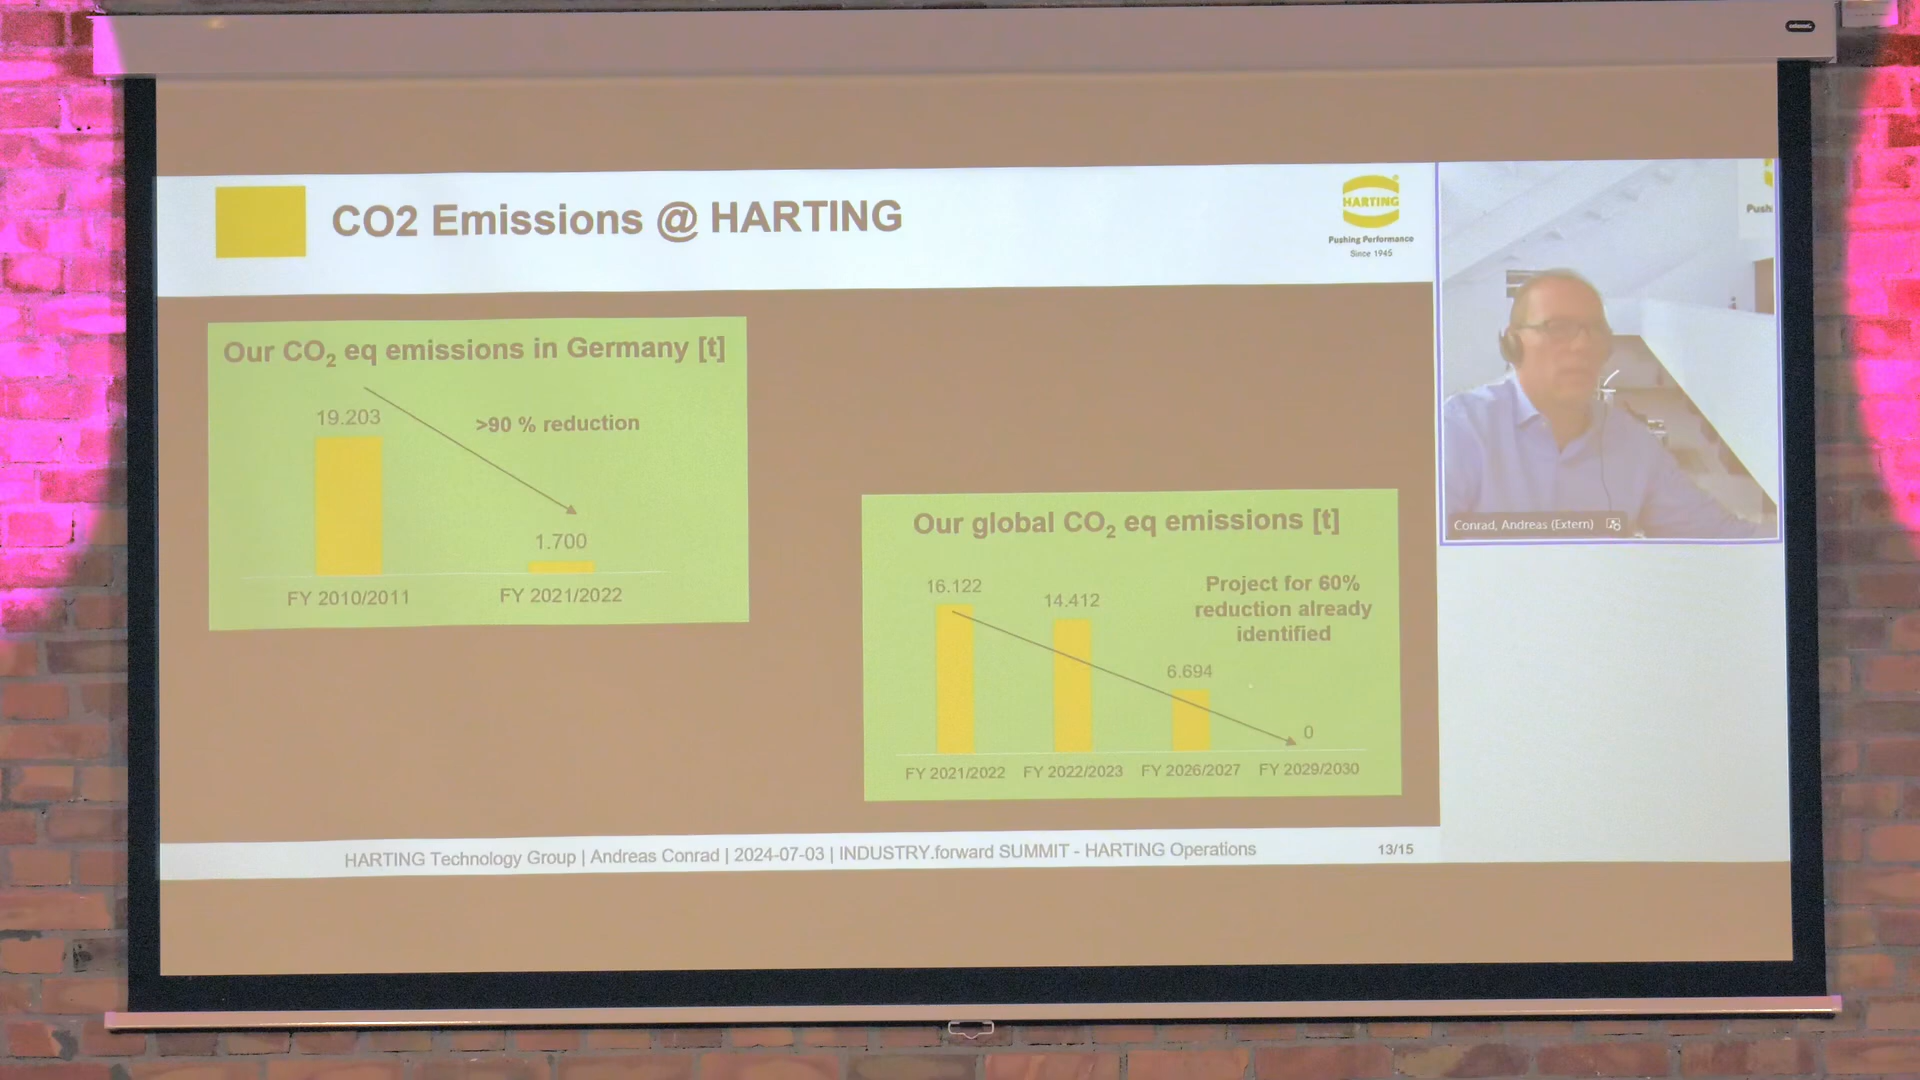 CO2 Emissions @ HARTING
HARTING
Pushing Performance
Since 1945
Push
Our CO₂ eq emissions in Germany [t]
19.203
>90 % reduction
1.700
FY 2010/2011
FY 2021/2022
Our global CO₂ eq emissions [t]
16.122
14.412
Project for 60%
reduction already
identified
6.694
0
FY 2021/2022
FY 2022/2023
FY 2026/2027
FY 2029/2030
Conrad, Andreas (Extern)
HARTING Technology Group | Andreas Conrad | 2024-07-03 | INDUSTRY.forward SUMMIT - HARTING Operations
13/15